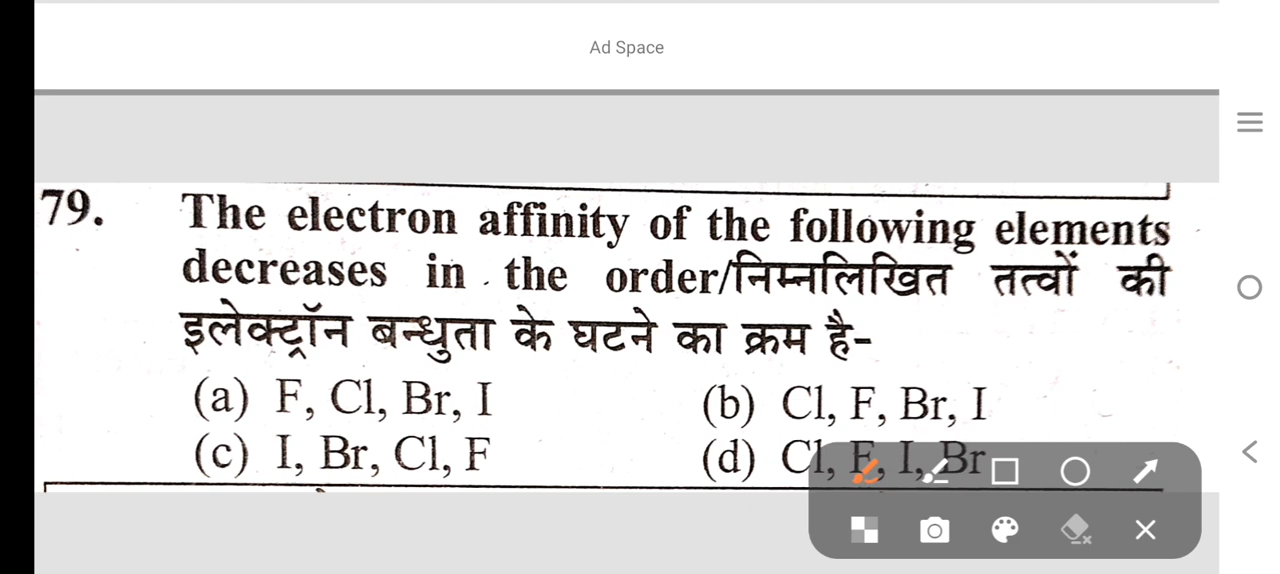 Ad Space
79. The electron affinity of the following elements
decreases in the order/निम्नलिखित तत्वों की
इलेक्ट्रॉन बन्धुता के घटने का क्रम है-
(a) F, Cl, Br, I (b) Cl, F, Br, I
(c) I, Br, Cl, F (d) Cl, F, I, Br